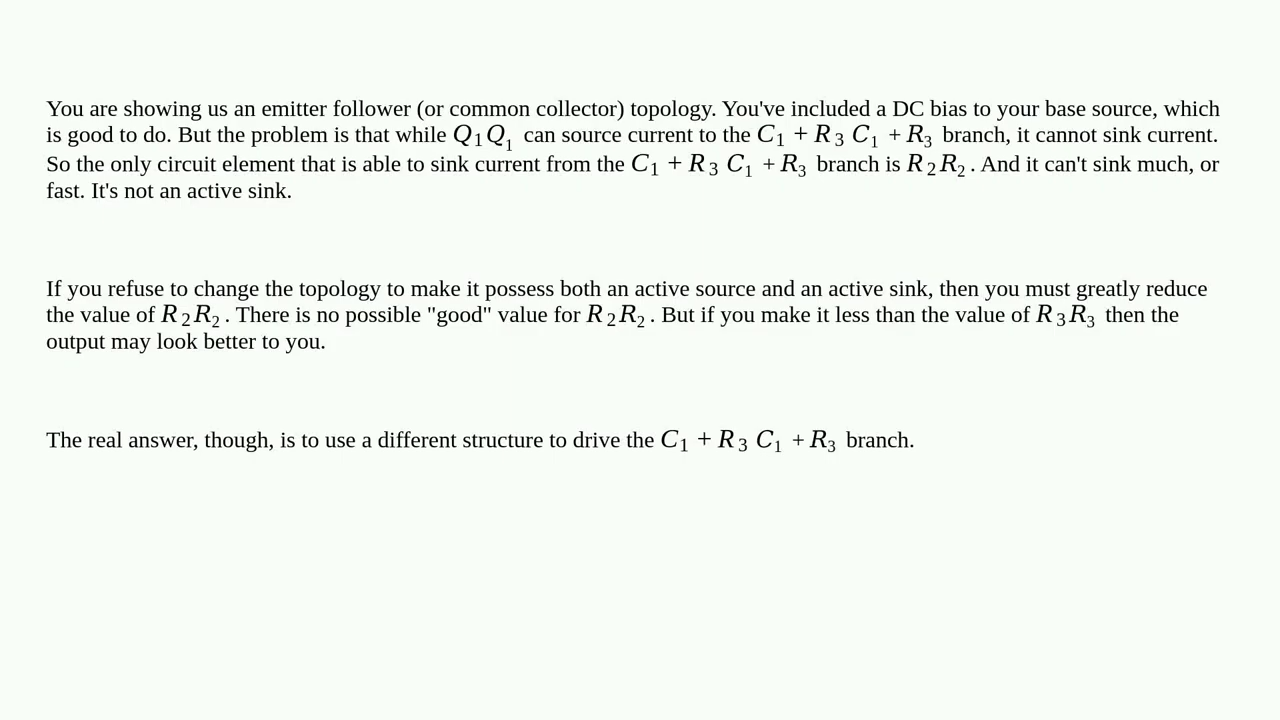 You are showing us an emitter follower (or common collector) topology. You've included a DC bias to your base source, which
is good to do. But the problem is that while Q₁Q₁ can source current to the C₁ + R₃ C₁ + R₃ branch, it cannot sink current.
So the only circuit element that is able to sink current from the C₁ + R₃ C₁ + R₃ branch is R₂R₂. And it can't sink much, or
fast. It's not an active sink.
If you refuse to change the topology to make it possess both an active source and an active sink, then you must greatly reduce
the value of R₂R₂. There is no possible "good" value for R₂R₂. But if you make it less than the value of R₃R₃ then the
output may look better to you.
The real answer, though, is to use a different structure to drive the C₁ + R₃ C₁ + R₃ branch.